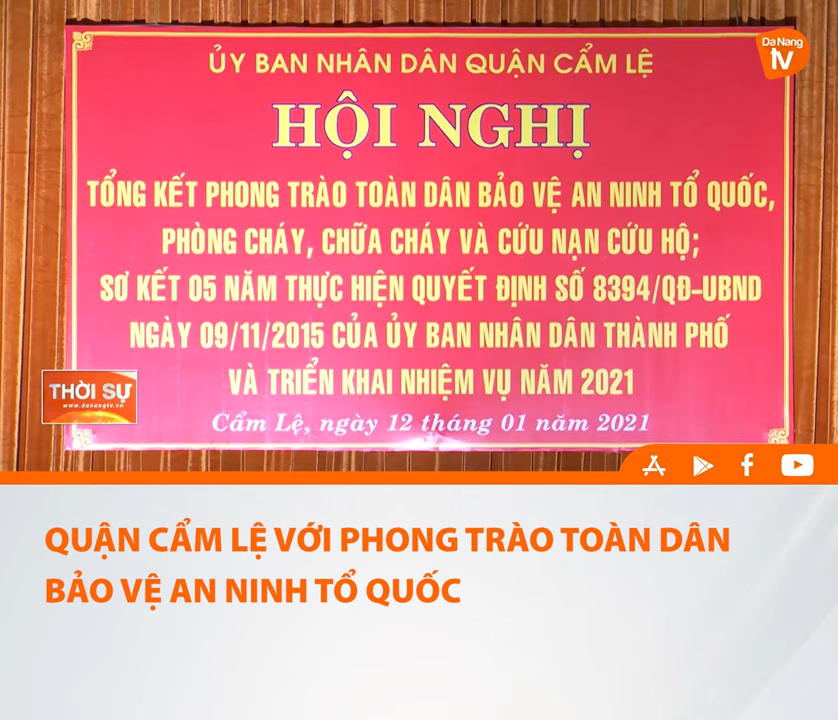 Da Nang
tv
ỦY BAN NHÂN DÂN QUẬN CẨM LỆ
HỘI NGHỊ
TỔNG KẾT PHONG TRÀO TOÀN DÂN BẢO VỆ AN NINH TỔ QUỐC,
PHÒNG CHÁY, CHỮA CHÁY VÀ CỨU NẠN CỨU HỘ;
SƠ KẾT 05 NĂM THỰC HIỆN QUYẾT ĐỊNH SỐ 8394/QĐ-UBND
NGÀY 09/11/2015 CỦA ỦY BAN NHÂN DÂN THÀNH PHỐ
VÀ TRIỂN KHAI NHIỆM VỤ NĂM 2021
Cẩm Lệ, ngày 12 tháng 01 năm 2021
THỜI SỰ
www.danangtv.vn
QUẬN CẨM LỆ VỚI PHONG TRÀO TOÀN DÂN
BẢO VỆ AN NINH TỔ QUỐC